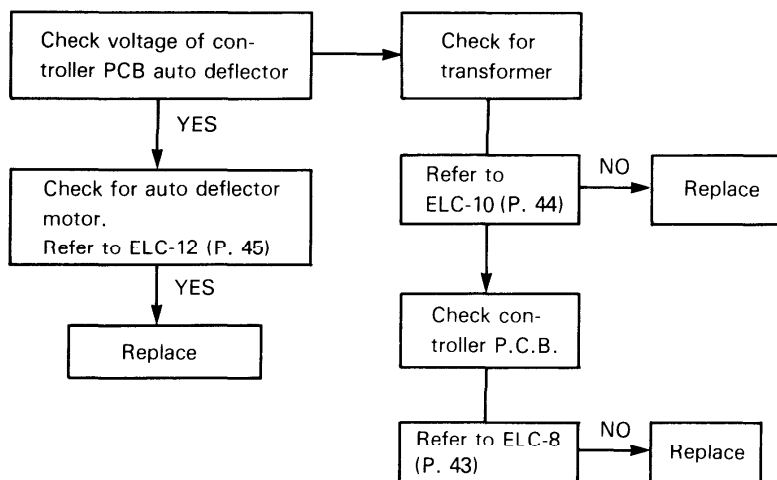 Check voltage of con-
troller PCB auto deflector
Check for
transformer
YES
Check for auto deflector
motor.
Refer to ELC-12 (P. 45)
Refer to
ELC-10 (P. 44)
NO
Replace
YES
Replace
Check con-
troller P.C.B.
Refer to ELC-8
(P. 43)
NO
Replace